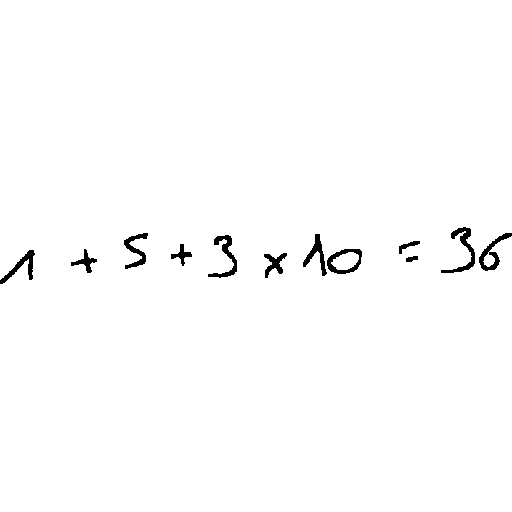 1 + 5 + 3 × 10 = 36